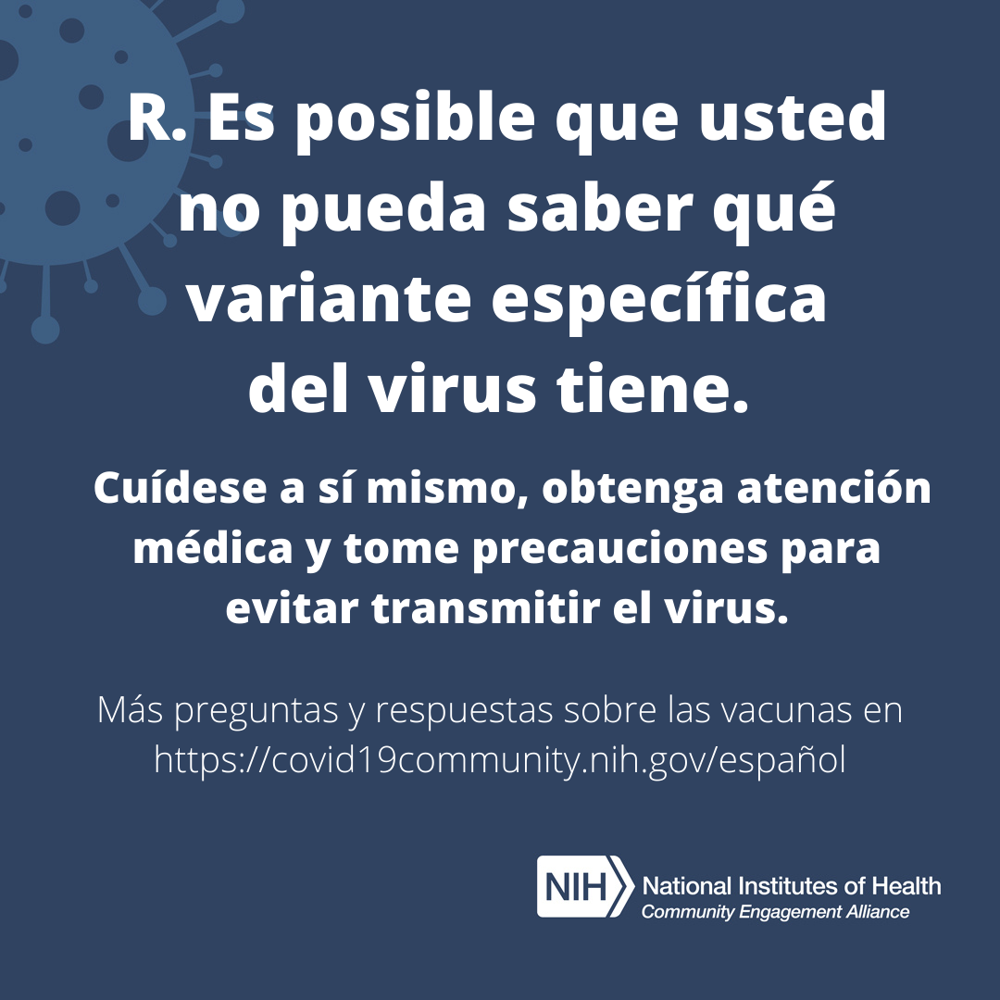 R. Es posible que usted
no pueda saber qué
variante específica
del virus tiene.
Cuídese a sí mismo, obtenga atención
médica y tome precauciones para
evitar transmitir el virus.
Más preguntas y respuestas sobre las vacunas en
https://covid19community.nih.gov/español
NIH National Institutes of Health
Community Engagement Alliance